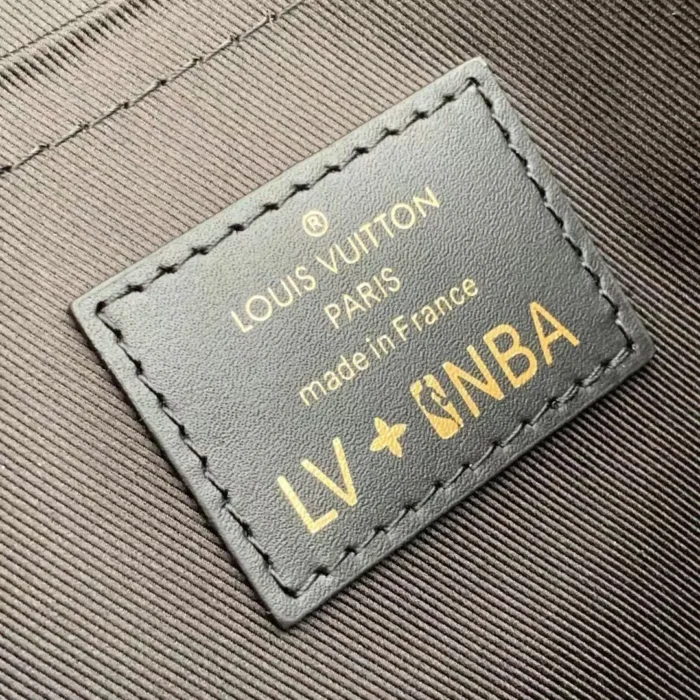 ®
LOUIS VUITTON
PARIS
made in France
LV NBA